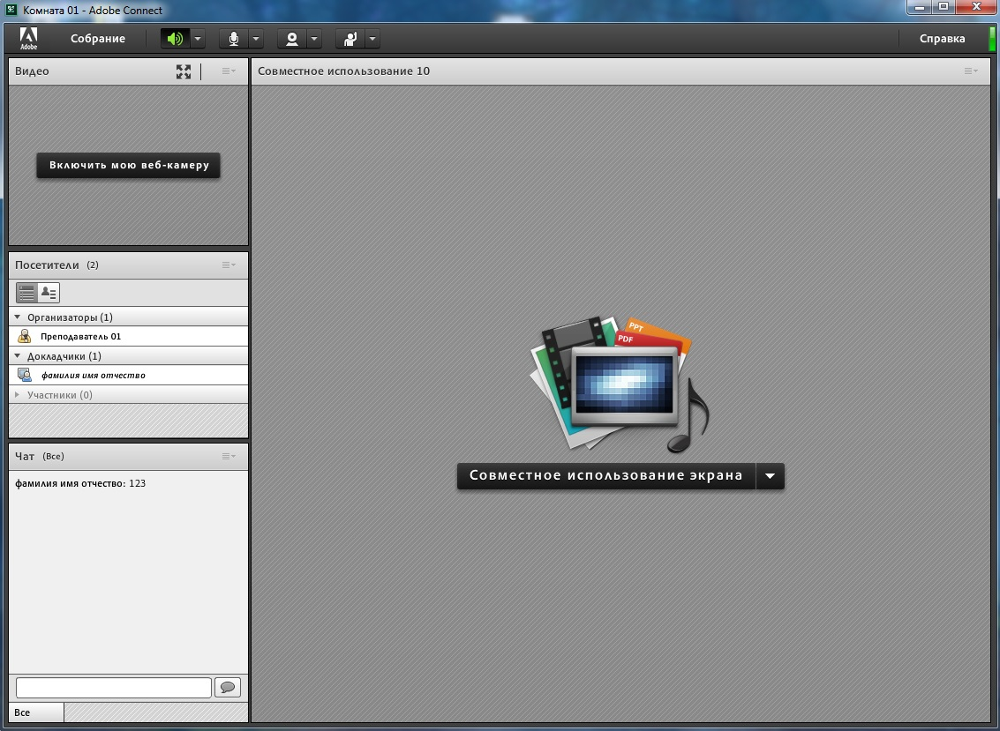 Комната 01 - Adobe Connect
Adobe
Собрание
Справка
Видео
Включить мою веб-камеру
Посетители (2)
Организаторы (1)
Преподаватель 01
Докладчики (1)
фамилия имя отчество
Участники (0)
Чат (Все)
фамилия имя отчество: 123
Все
Совместное использование 10
PPT
PDF
Совместное использование экрана